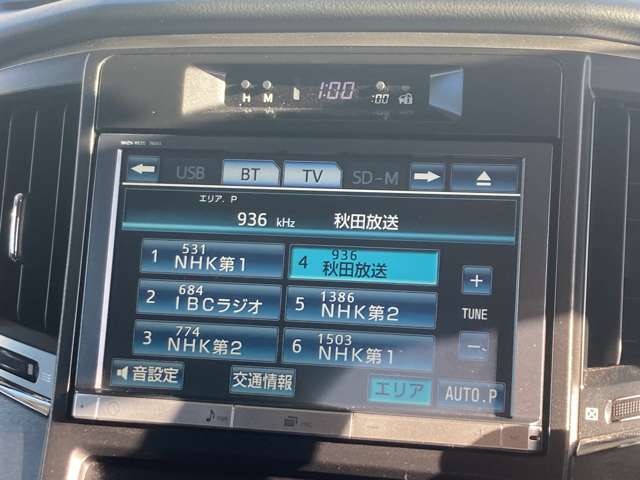 H M 1:00 :00
USB BT TV SD-M
エリア.P
936 kHz 秋田放送
1 531 NHK第1
4 936 秋田放送
2 684 IBCラジオ
5 1386 NHK第2
3 774 NHK第2
6 1503 NHK第1
+
TUNE
-
音設定 交通情報 エリア AUTO.P